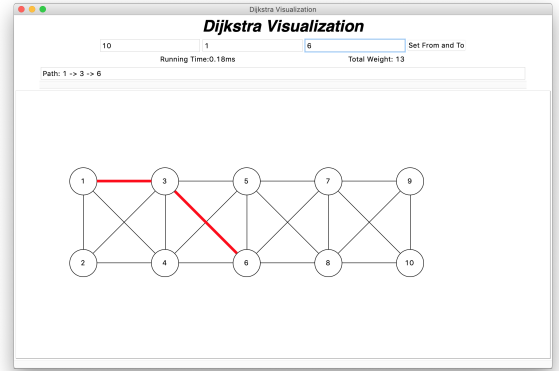 Dijkstra Visualization
Dijkstra Visualization
10 1 6 Set From and To
Running Time:0.18ms Total Weight: 13
Path: 1 -> 3 -> 6
1 3 5 7 9
2 4 6 8 10